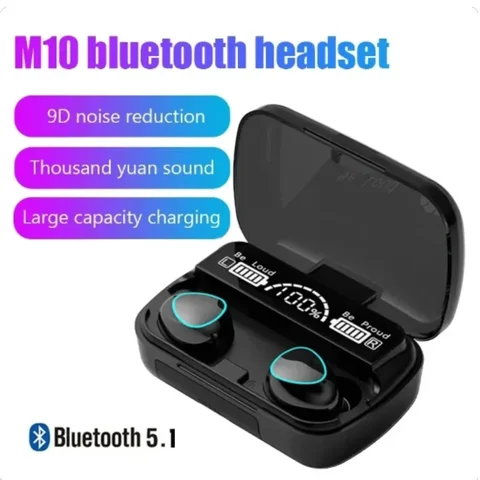 M10 bluetooth headset
9D noise reduction
Thousand yuan sound
Large capacity charging
Be Loud
L
100%
Be Proud
R
Bluetooth 5.1